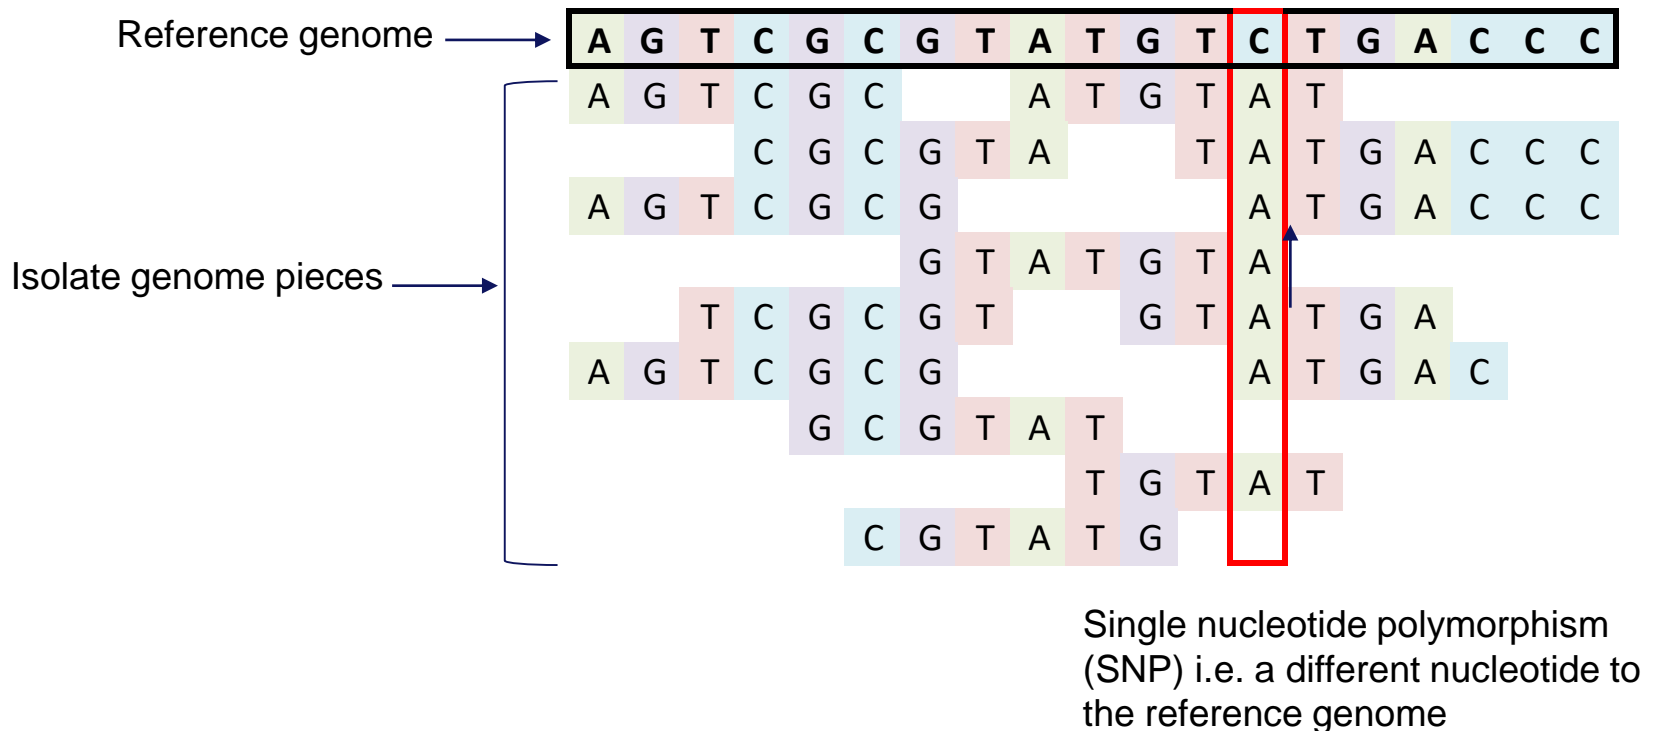 Reference genome
A G T C G C G T A T G T C T G A C C C
A G T C G C A T G T A T
C G C G T A T A T G A C C C
A G T C G C G A T G A C C C
Isolate genome pieces
G T A T G T A
T C G C G T G T A T G A
A G T C G C G A T G A C
G C G T A T
T G T A T
C G T A T G
Single nucleotide polymorphism
(SNP) i.e. a different nucleotide to
the reference genome